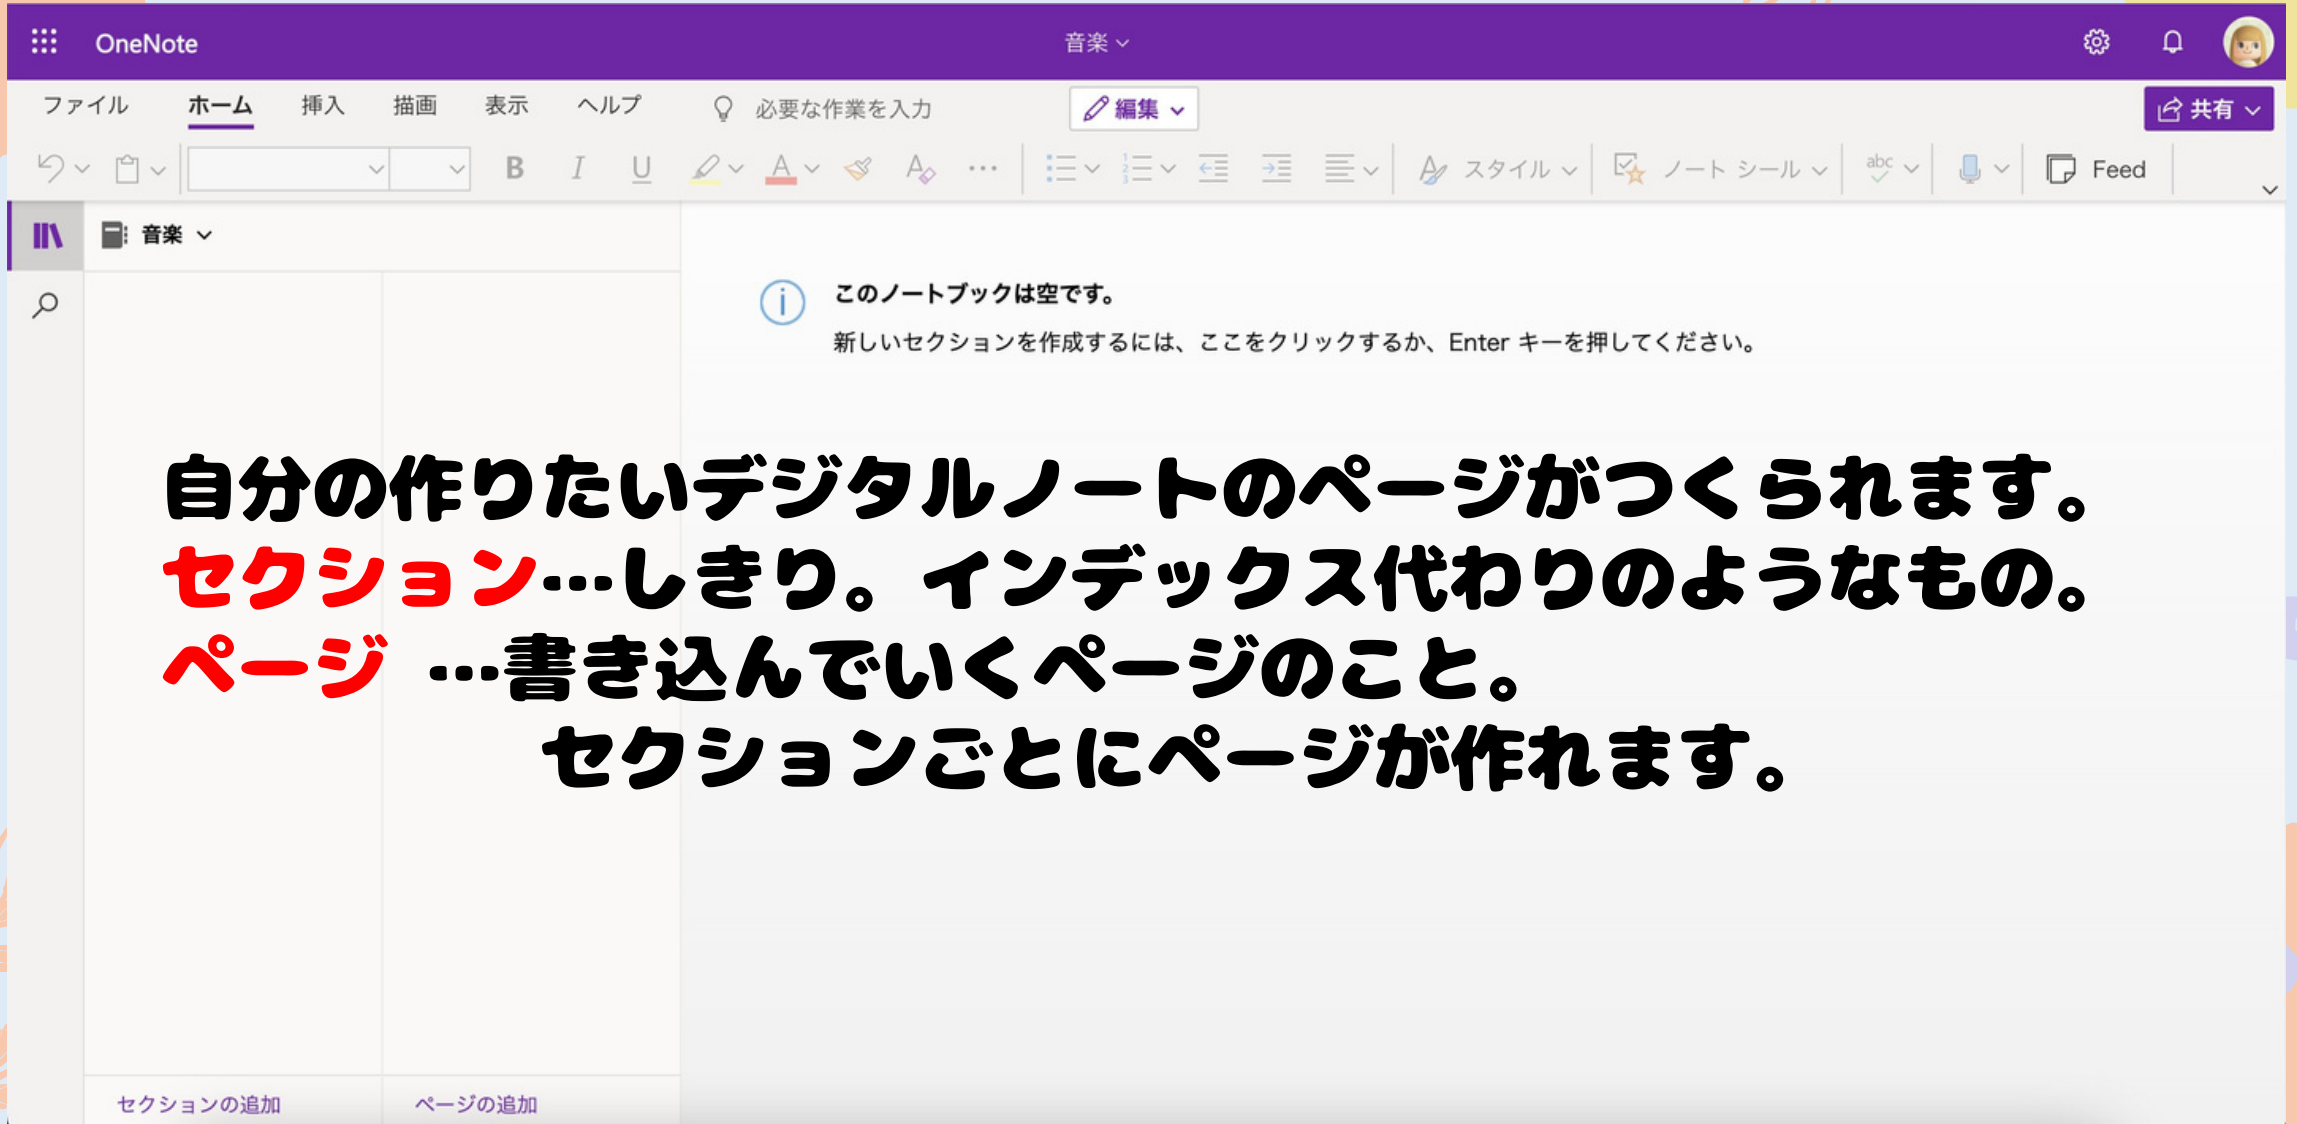 OneNote
音楽
ファイル ホーム 挿入 描画 表示 ヘルプ 必要な作業を入力 編集 共有
B I U A A スタイル ノート シール abc Feed
音楽
このノートブックは空です。
新しいセクションを作成するには、ここをクリックするか、Enter キーを押してください。
自分の作りたいデジタルノートのページがつくられます。
セクション…しきり。インデックス代わりのようなもの。
ページ …書き込んでいくページのこと。
セクションごとにページが作れます。
セクションの追加 ページの追加